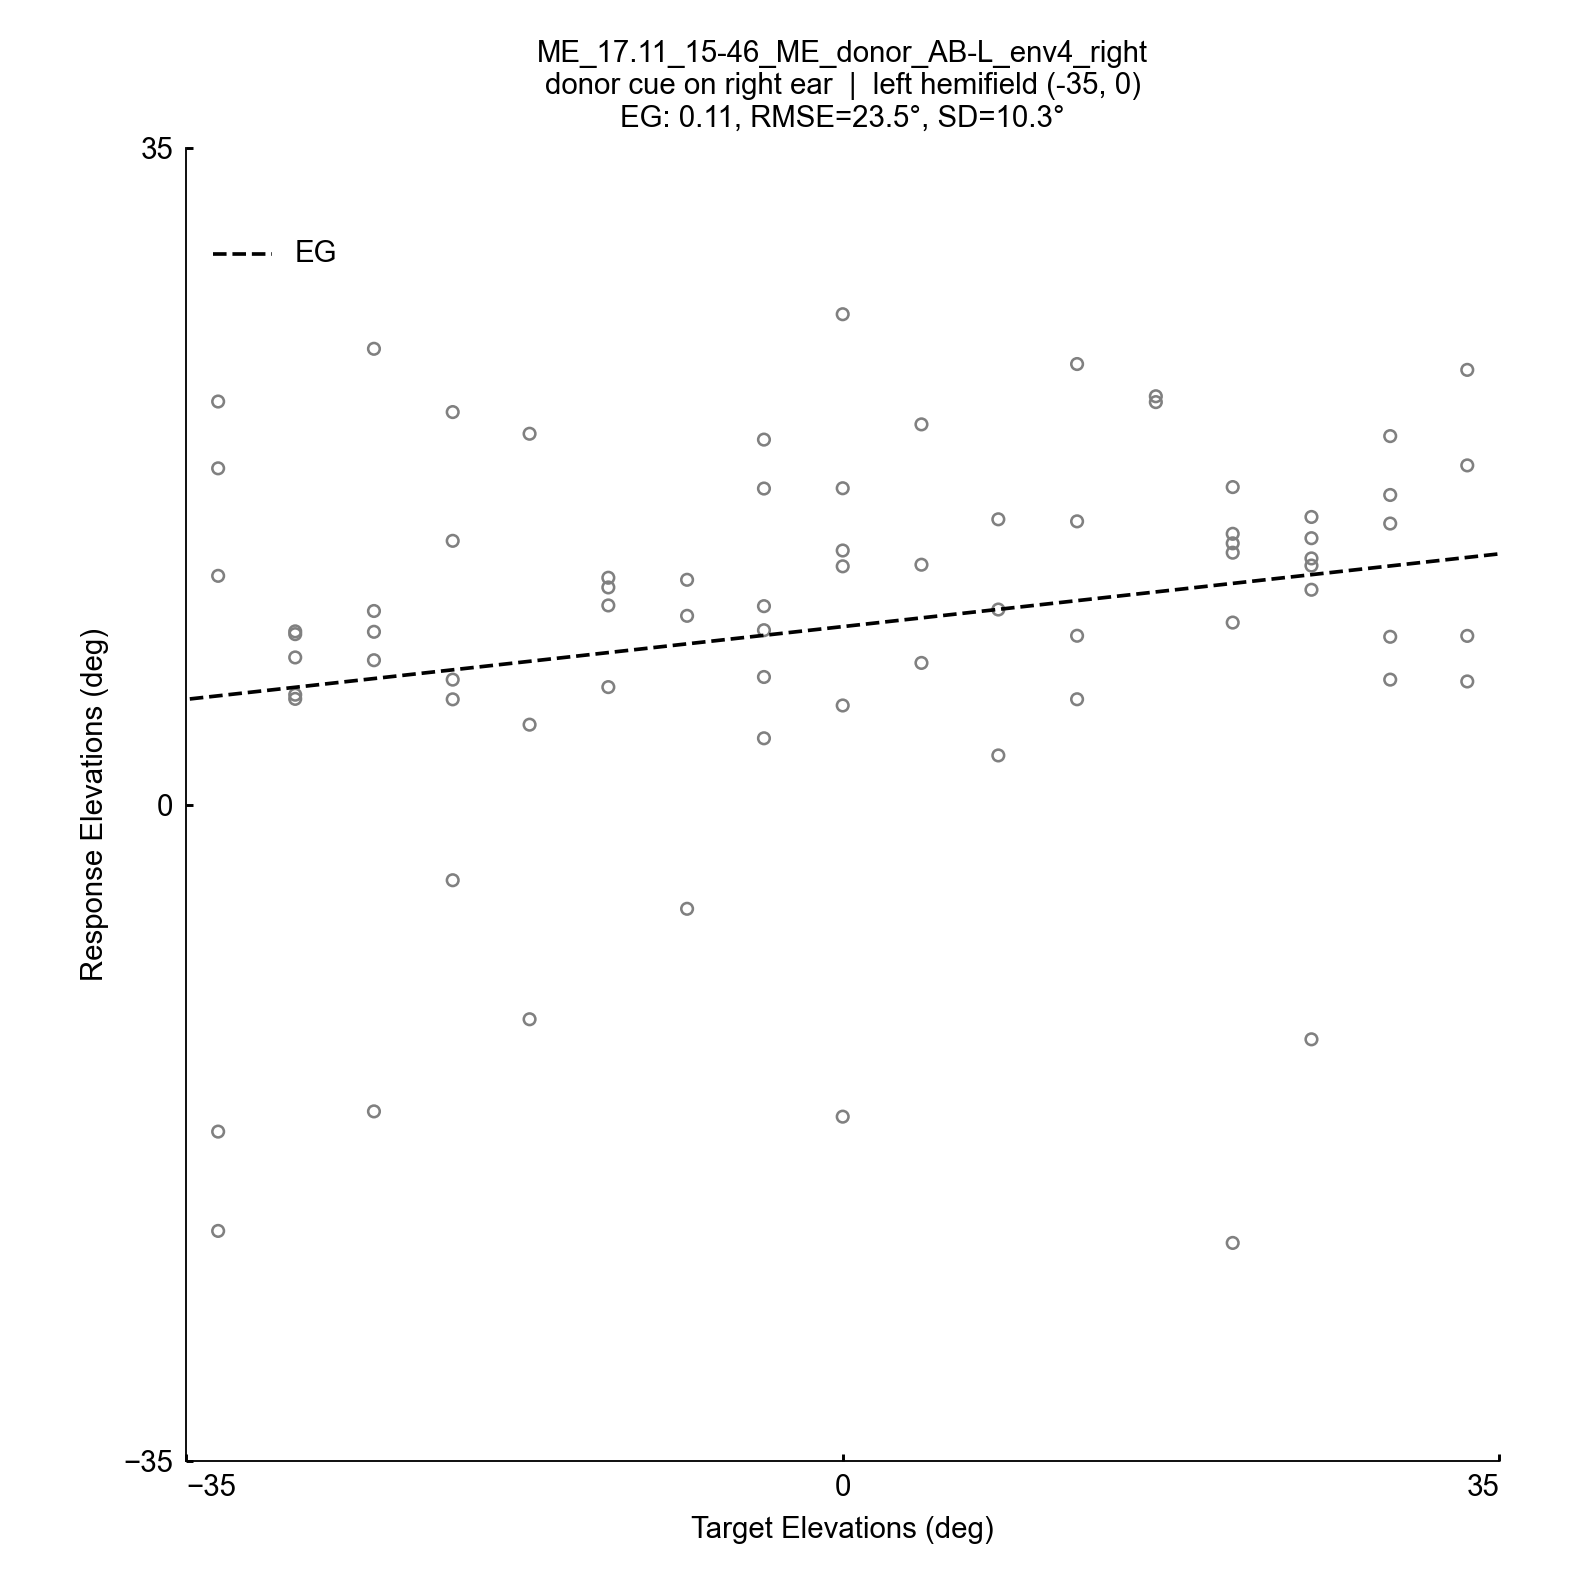 ME_17.11_15-46_ME_donor_AB-L_env4_right
donor cue on right ear | left hemifield (-35, 0)
EG: 0.11, RMSE=23.5°, SD=10.3°
35
EG
Response Elevations (deg)
0
−35
−35
0
35
Target Elevations (deg)